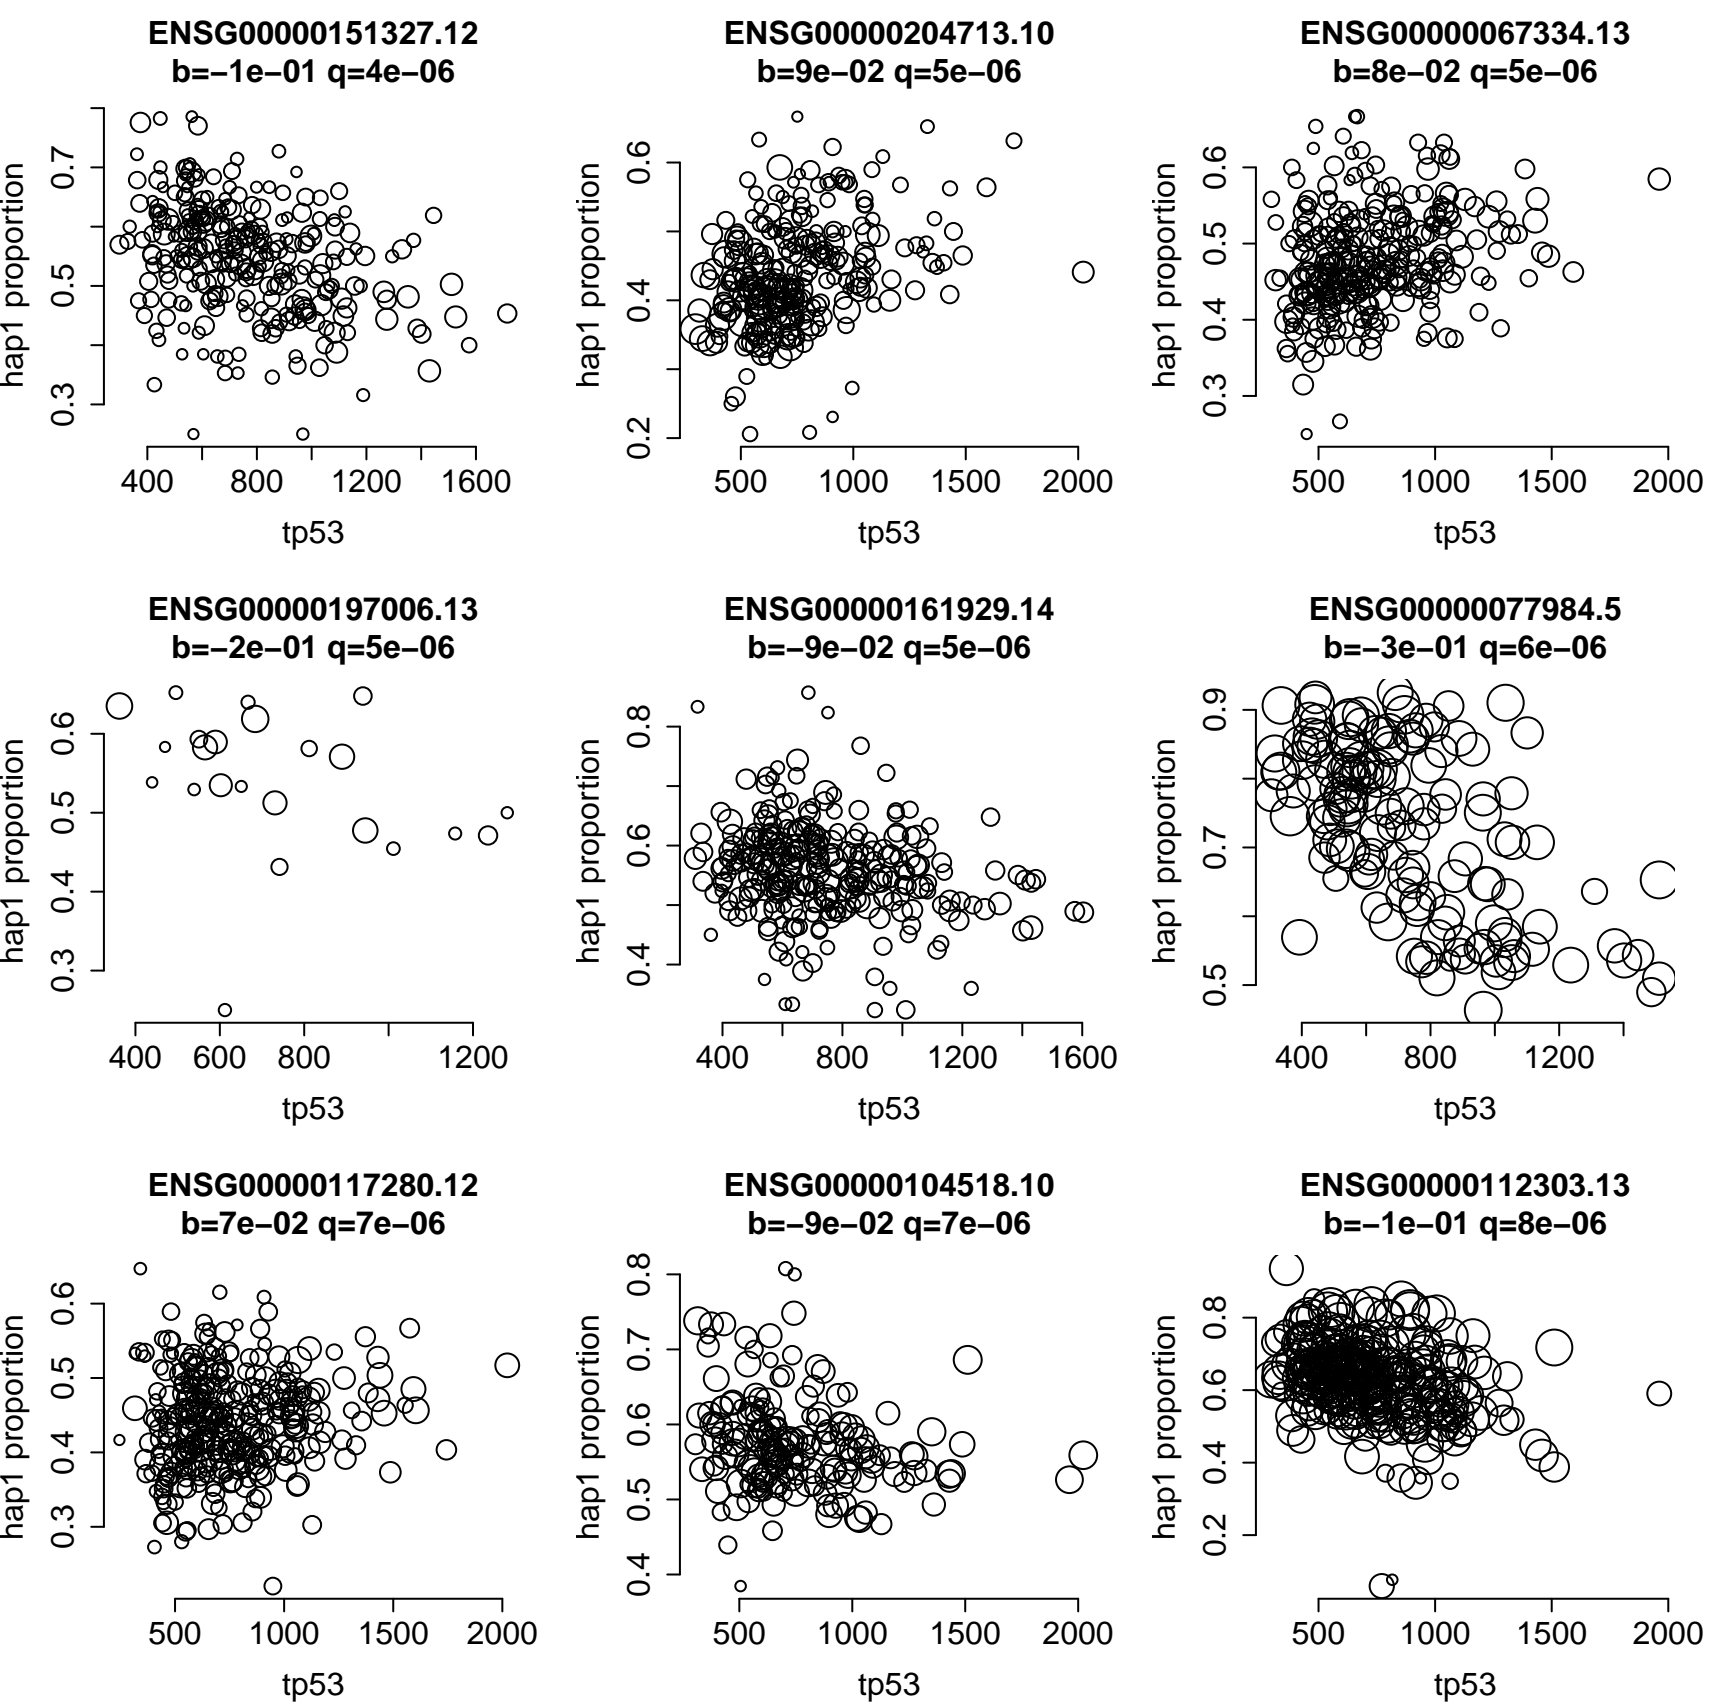 ENSG00000151327.12
b=−1e−01 q=4e−06
hap1 proportion
0.3 0.5 0.7
400 800 1200 1600
tp53
ENSG00000204713.10
b=9e−02 q=5e−06
hap1 proportion
0.2 0.4 0.6
500 1000 1500 2000
tp53
ENSG00000067334.13
b=8e−02 q=5e−06
hap1 proportion
0.3 0.4 0.5 0.6
500 1000 1500 2000
tp53
ENSG00000197006.13
b=−2e−01 q=5e−06
hap1 proportion
0.3 0.4 0.5 0.6
400 600 800 1200
tp53
ENSG00000161929.14
b=−9e−02 q=5e−06
hap1 proportion
0.4 0.6 0.8
400 800 1200 1600
tp53
ENSG00000077984.5
b=−3e−01 q=6e−06
hap1 proportion
0.5 0.7 0.9
400 800 1200
tp53
ENSG00000117280.12
b=7e−02 q=7e−06
hap1 proportion
0.3 0.4 0.5 0.6
500 1000 1500 2000
tp53
ENSG00000104518.10
b=−9e−02 q=7e−06
hap1 proportion
0.4 0.5 0.6 0.7 0.8
500 1000 1500 2000
tp53
ENSG00000112303.13
b=−1e−01 q=8e−06
hap1 proportion
0.2 0.4 0.6 0.8
500 1000 1500 2000
tp53